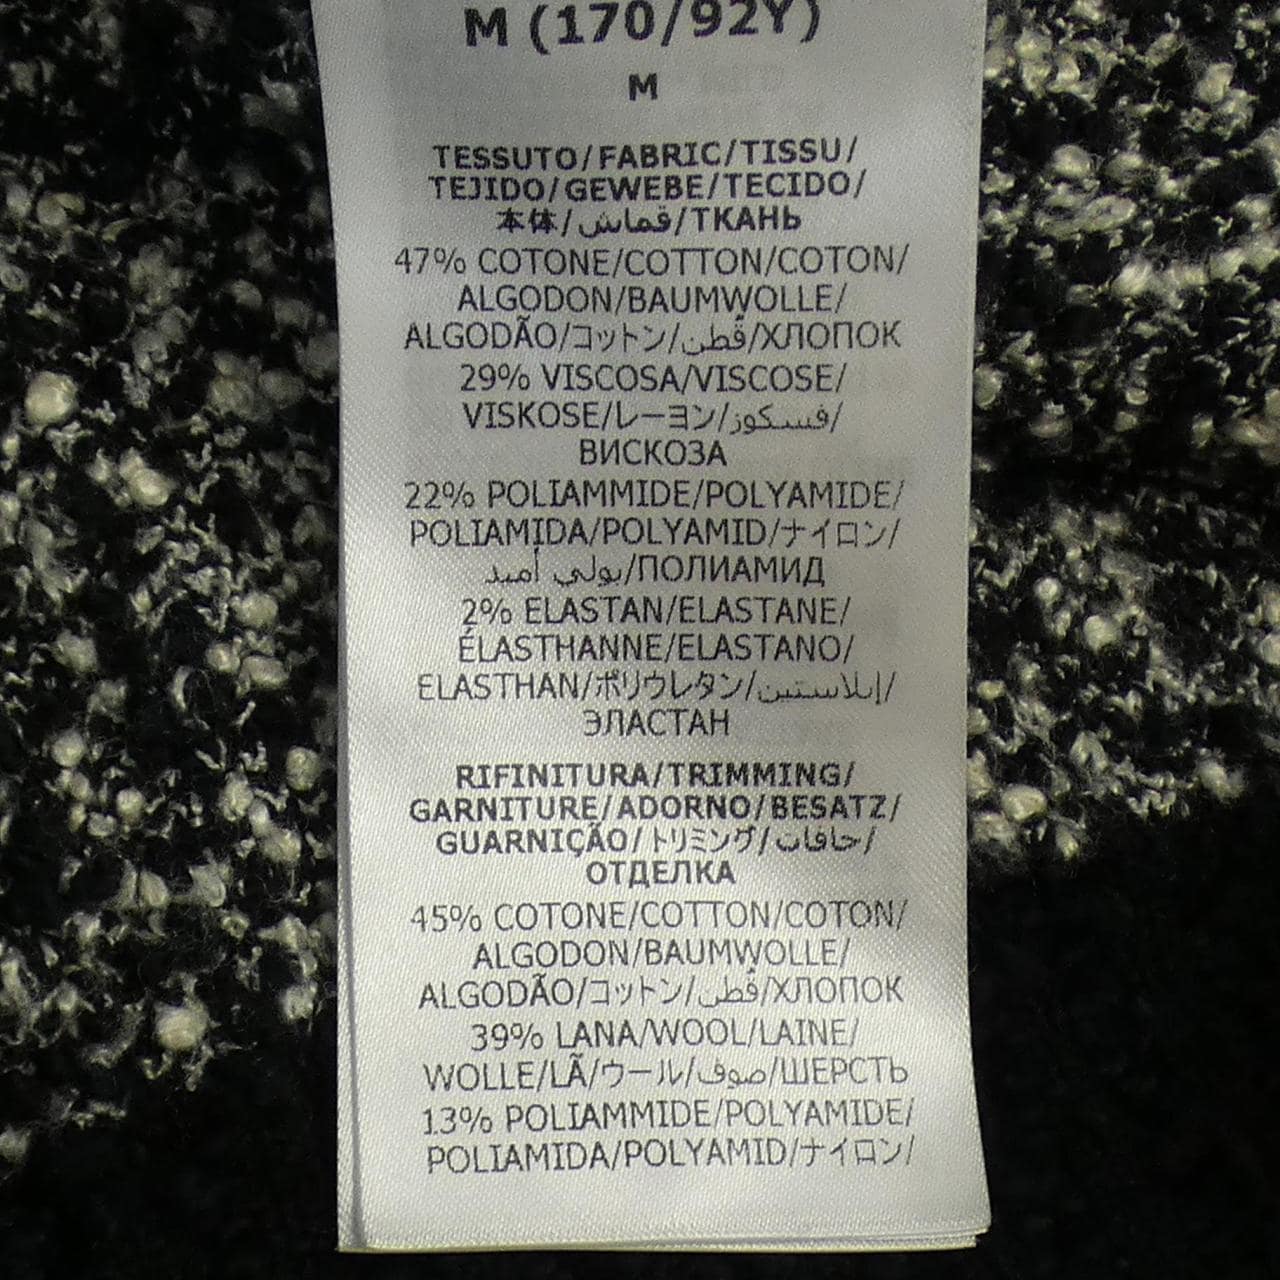 M (170/92Y)
M
TESSUTO/FABRIC/TISSU/
TEJIDO/GEWEBE/TECIDO/
本体/قماش/ТКАНЬ
47% COTONE/COTTON/COTON/
ALGODON/BAUMWOLLE/
ALGODÃO/コットン/قطن/ХЛОПОК
29% VISCOSA/VISCOSE/
VISKOSE/レーヨン/فسكوز/
ВИСКОЗА
22% POLIAMMIDE/POLYAMIDE/
POLIAMIDA/POLYAMID/ナイロン/
بولي أميد/ПОЛИАМИД
2% ELASTAN/ELASTANE/
ÉLASTHANNE/ELASTANO/
ELASTHAN/ポリウレタン/إيلاستين/
ЭЛАСТАН
RIFINITURA/TRIMMING/
GARNITURE/ADORNO/BESATZ/
GUARNIÇÃO/トリミング/حافات/
ОТДЕЛКА
45% COTONE/COTTON/COTON/
ALGODON/BAUMWOLLE/
ALGODÃO/コットン/قطن/ХЛОПОК
39% LANA/WOOL/LAINE/
WOLLE/LÃ/ウール/صوف/ШЕРСТЬ
13% POLIAMMIDE/POLYAMIDE/
POLIAMIDA/POLYAMID/ナイロン/